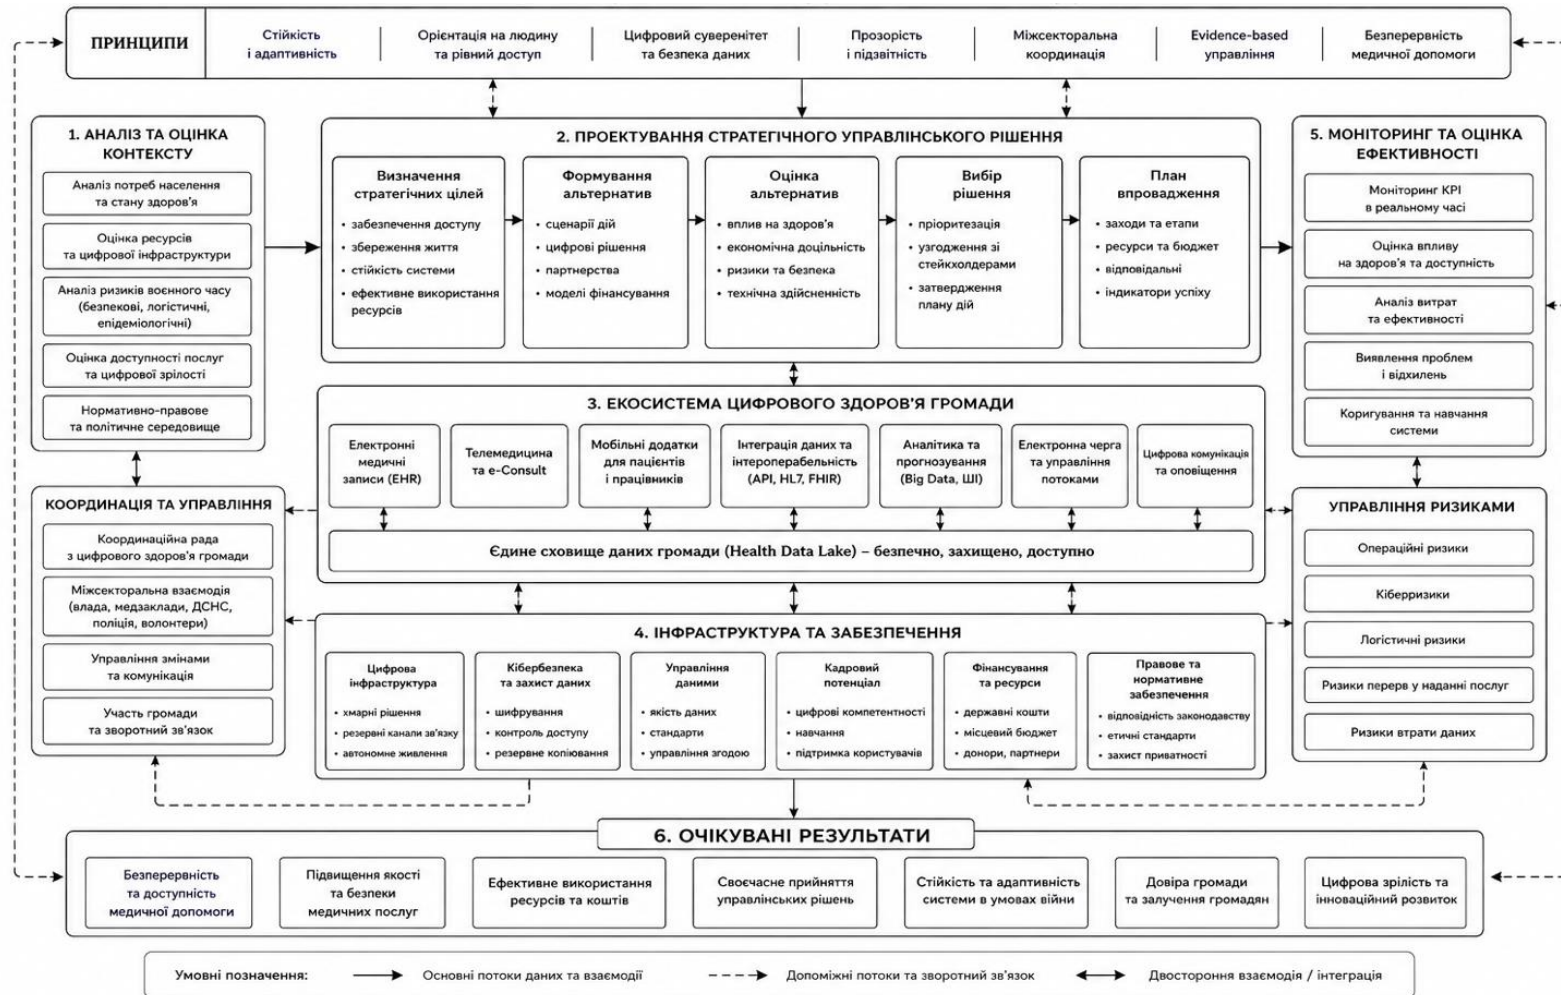 ПРИНЦИПИ
Стійкість
і адаптивність
Орієнтація на людину
та рівний доступ
Цифровий суверенітет
та безпека даних
Прозорість
і підзвітність
Міжсекторальна
координація
Evidence-based
управління
Безперервність
медичної допомоги
1. АНАЛІЗ ТА ОЦІНКА
КОНТЕКСТУ
Аналіз потреб населення
та стану здоров'я
Оцінка ресурсів
та цифрової інфраструктури
Аналіз ризиків воєнного часу
(безпекові, логістичні,
епідеміологічні)
Оцінка доступності послуг
та цифрової зрілості
Нормативно-правове
та політичне середовище
2. ПРОЕКТУВАННЯ СТРАТЕГІЧНОГО УПРАВЛІНСЬКОГО РІШЕННЯ
Визначення
стратегічних цілей
• забезпечення доступу
• збереження життя
• стійкість системи
• ефективне використання
ресурсів
Формування
альтернатив
• сценарії дій
• цифрові рішення
• партнерства
• моделі фінансування
Оцінка
альтернатив
• вплив на здоров'я
• економічна доцільність
• ризики та безпека
• технічна здійсненність
Вибір
рішення
• пріоритезація
• узгодження зі
стейкхолдерами
• затвердження
плану дій
План
впровадження
• заходи та етапи
• ресурси та бюджет
• відповідальні
• індикатори успіху
5. МОНІТОРИНГ ТА ОЦІНКА
ЕФЕКТИВНОСТІ
Моніторинг KPI
в реальному часі
Оцінка впливу
на здоров'я та доступність
Аналіз витрат
та ефективності
Виявлення проблем
і відхилень
Коригування та навчання
системи
3. ЕКОСИСТЕМА ЦИФРОВОГО ЗДОРОВ'Я ГРОМАДИ
Електронні
медичні
записи (EHR)
Телемедицина
та e-Consult
Мобільні додатки
для пацієнтів
і працівників
Інтеграція даних та
інтероперабельність
(API, HL7, FHIR)
Аналітика та
прогнозування
(Big Data, ШІ)
Електронна черга
та управління
потоками
Цифрова комунікація
та оповіщення
Єдине сховище даних громади (Health Data Lake) – безпечно, захищено, доступно
КООРДИНАЦІЯ ТА УПРАВЛІННЯ
Координаційна рада
з цифрового здоров'я громади
Міжсекторальна взаємодія
(влада, медзаклади, ДСНС,
поліція, волонтери)
Управління змінами
та комунікація
Участь громади
та зворотний зв'язок
УПРАВЛІННЯ РИЗИКАМИ
Операційні ризики
Кіберризики
Логістичні ризики
Ризики перерв у наданні послуг
Ризики втрати даних
4. ІНФРАСТРУКТУРА ТА ЗАБЕЗПЕЧЕННЯ
Цифрова
інфраструктура
• хмарні рішення
• резервні канали зв'язку
• автономне живлення
Кібербезпека
та захист даних
• шифрування
• контроль доступу
• резервне копіювання
Управління
даними
• якість даних
• стандарти
• управління згодою
Кадровий
потенціал
• цифрові компетентності
• навчання
• підтримка користувачів
Фінансування
та ресурси
• державні кошти
• місцевий бюджет
• донори, партнери
Правове та
нормативне
забезпечення
• відповідність законодавству
• етичні стандарти
• захист приватності
6. ОЧІКУВАНІ РЕЗУЛЬТАТИ
Безперервність
та доступність
медичної допомоги
Підвищення якості
та безпеки
медичних послуг
Ефективне використання
ресурсів та коштів
Своєчасне прийняття
управлінських рішень
Стійкість та адаптивність
системи в умовах війни
Довіра громади
та залучення громадян
Цифрова зрілість та
інноваційний розвиток
Умовні позначення:
Основні потоки даних та взаємодії
Допоміжні потоки та зворотний зв'язок
Двостороння взаємодія / інтеграція